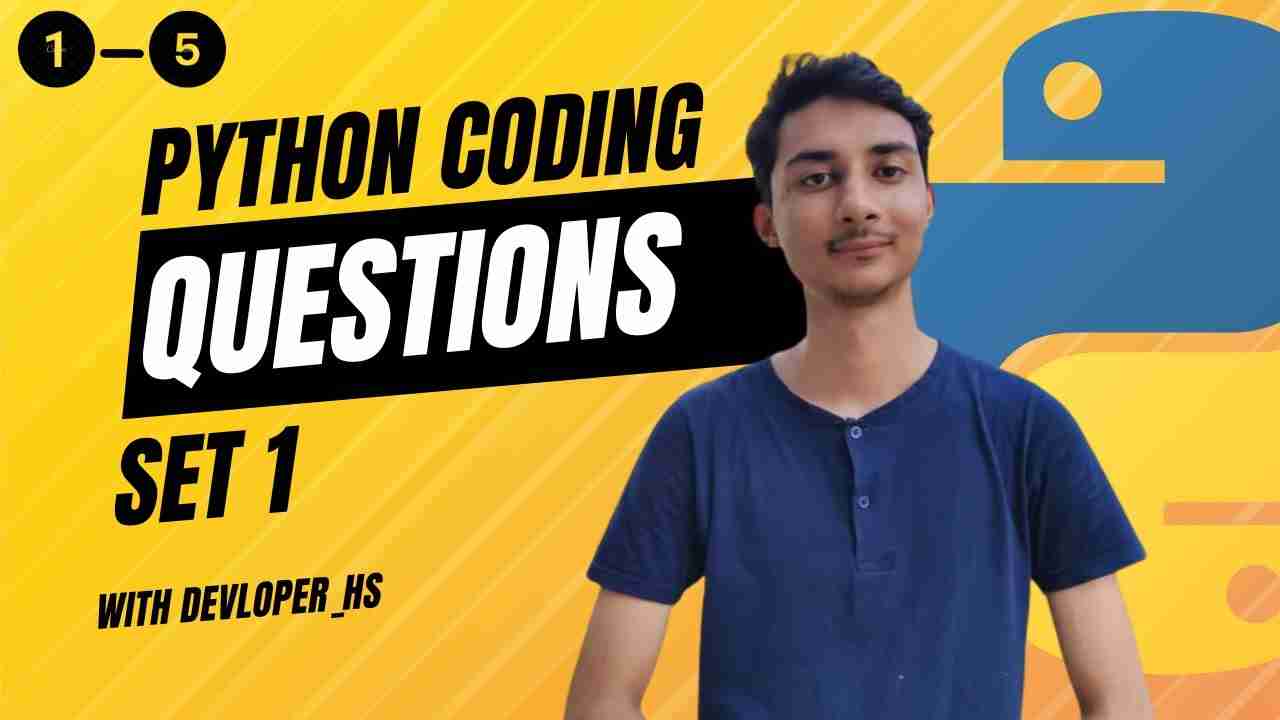 1 — 5
PYTHON CODING
QUESTIONS
SET 1
WITH DEVLOPER_HS